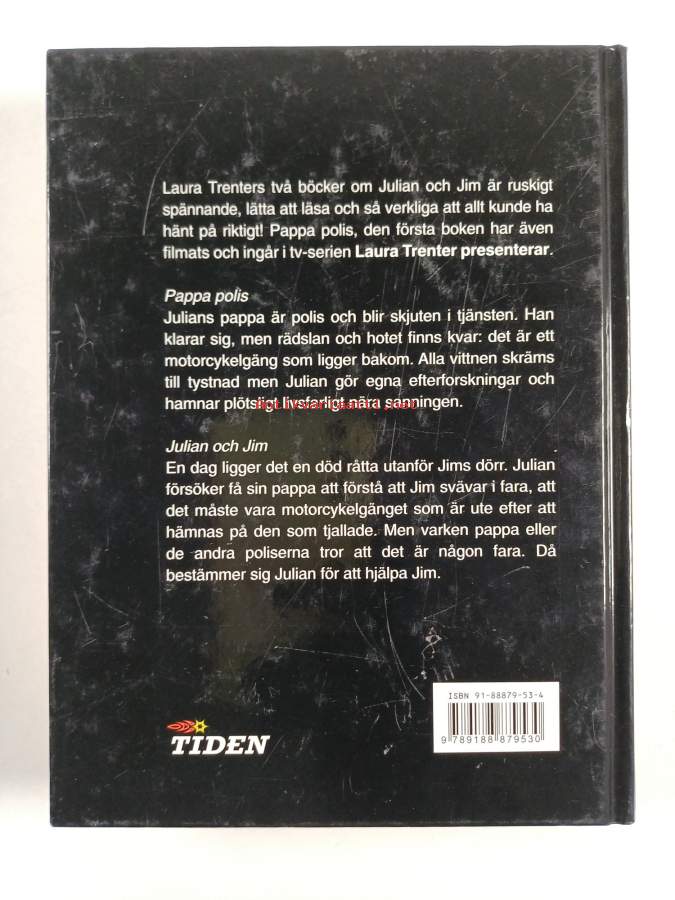 Laura Trenters två böcker om Julian och Jim är ruskigt
spännande, lätta att läsa och så verkliga att allt kunde ha
hänt på riktigt! Pappa polis, den första boken har även
filmats och ingår i tv-serien Laura Trenter presenterar.
Pappa polis
Julians pappa är polis och blir skjuten i tjänsten. Han
klarar sig, men rädslan och hotet finns kvar: det är ett
motorcykelgäng som ligger bakom. Alla vittnen skräms
till tystnad men Julian gör egna efterforskningar och
hamnar plötsligt livsfarligt nära sanningen.
Julian och Jim
En dag ligger det en död råtta utanför Jims dörr. Julian
försöker få sin pappa att förstå att Jim svävar i fara, att
det måste vara motorcykelgänget som är ute efter att
hämnas på den som tjallade. Men varken pappa eller
de andra poliserna tror att det är någon fara. Då
bestämmer sig Julian för att hjälpa Jim.
ISBN 91-88879-53-4
9 789188 879530
TIDEN